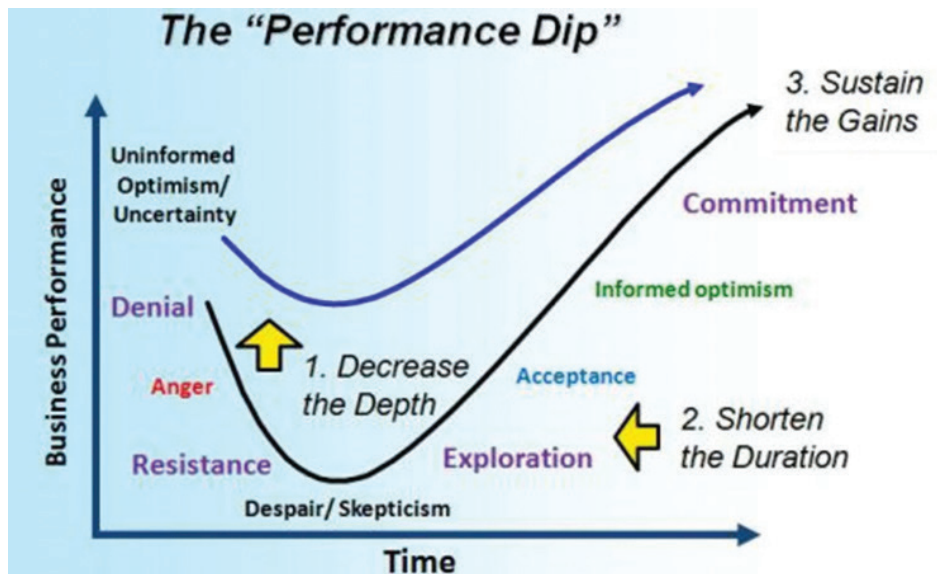 The “Performance Dip”
3. Sustain
the Gains
Uninformed
Optimism/
Uncertainty
Commitment
Business Performance
Informed optimism
Denial
1. Decrease
the Depth
Anger
Acceptance
2. Shorten
the Duration
Resistance
Exploration
Despair/ Skepticism
Time